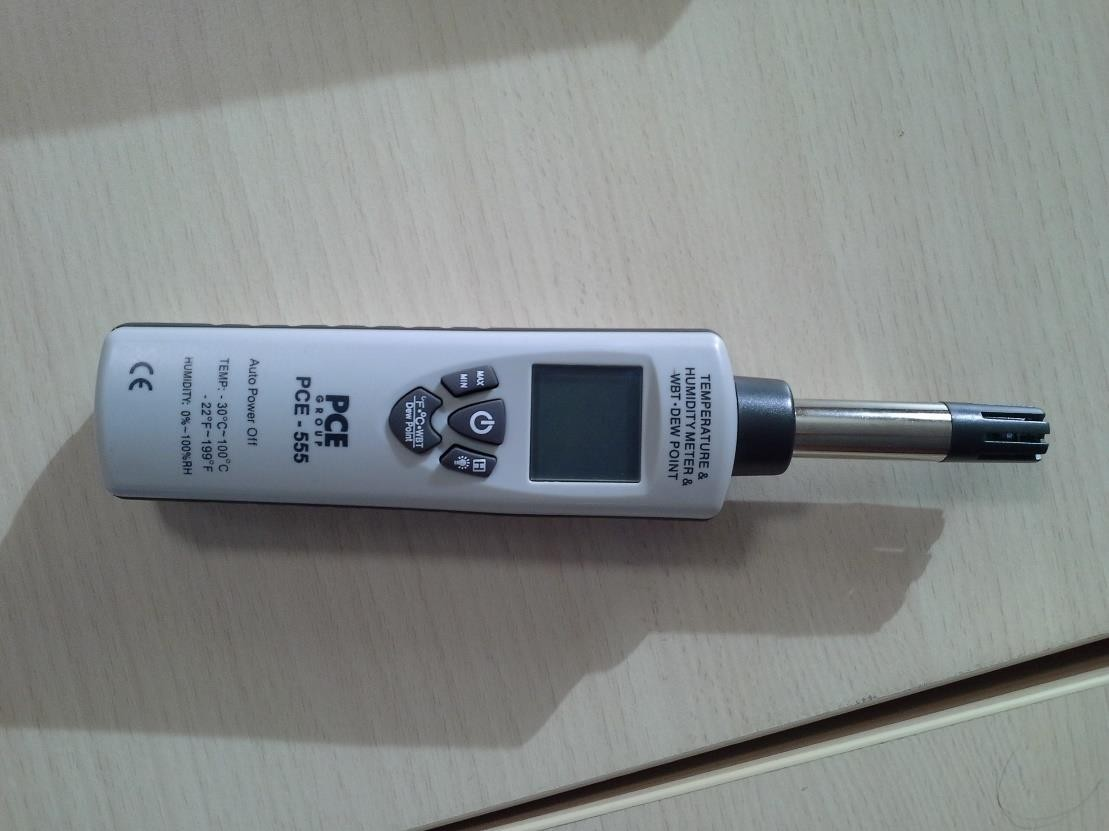 TEMPERATURE &
HUMIDITY METER &
WBT • DEW POINT
MAX
MIN
H
°F °C•WBT
Dew Point
PCE
GROUP
PCE - 555
Auto Power Off
TEMP: - 30°C~100°C
- 22°F~199°F
HUMIDITY: 0%~100%RH
CE